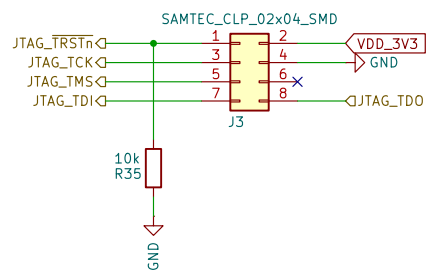 SAMTEC_CLP_02x04_SMD
JTAG_TRSTn 1 2 VDD_3V3
JTAG_TCK 3 4 GND
JTAG_TMS 5 6
JTAG_TDI 7 8 JTAG_TDO
J3
10k
R35
GND